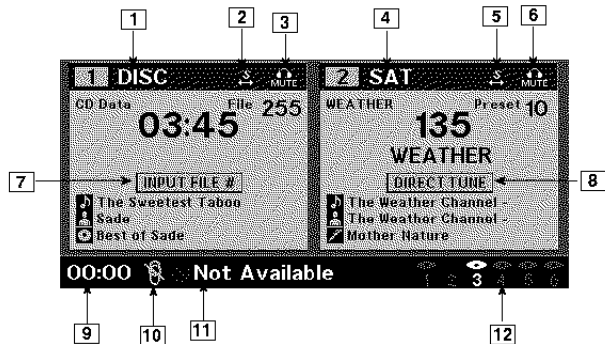 1 2 3 4 5 6
1 DISC S MUTE
2 SAT S MUTE
CD Data File 255
03:45
WEATHER Preset 10
135
WEATHER
7 INPUT FILE #
DIRECT TUNE 8
The Sweetest Taboo
Sade
Best of Sade
The Weather Channel -
The Weather Channel -
Mother Nature
00:00 Not Available 1 2 3 4 5 6
9 10 11 12